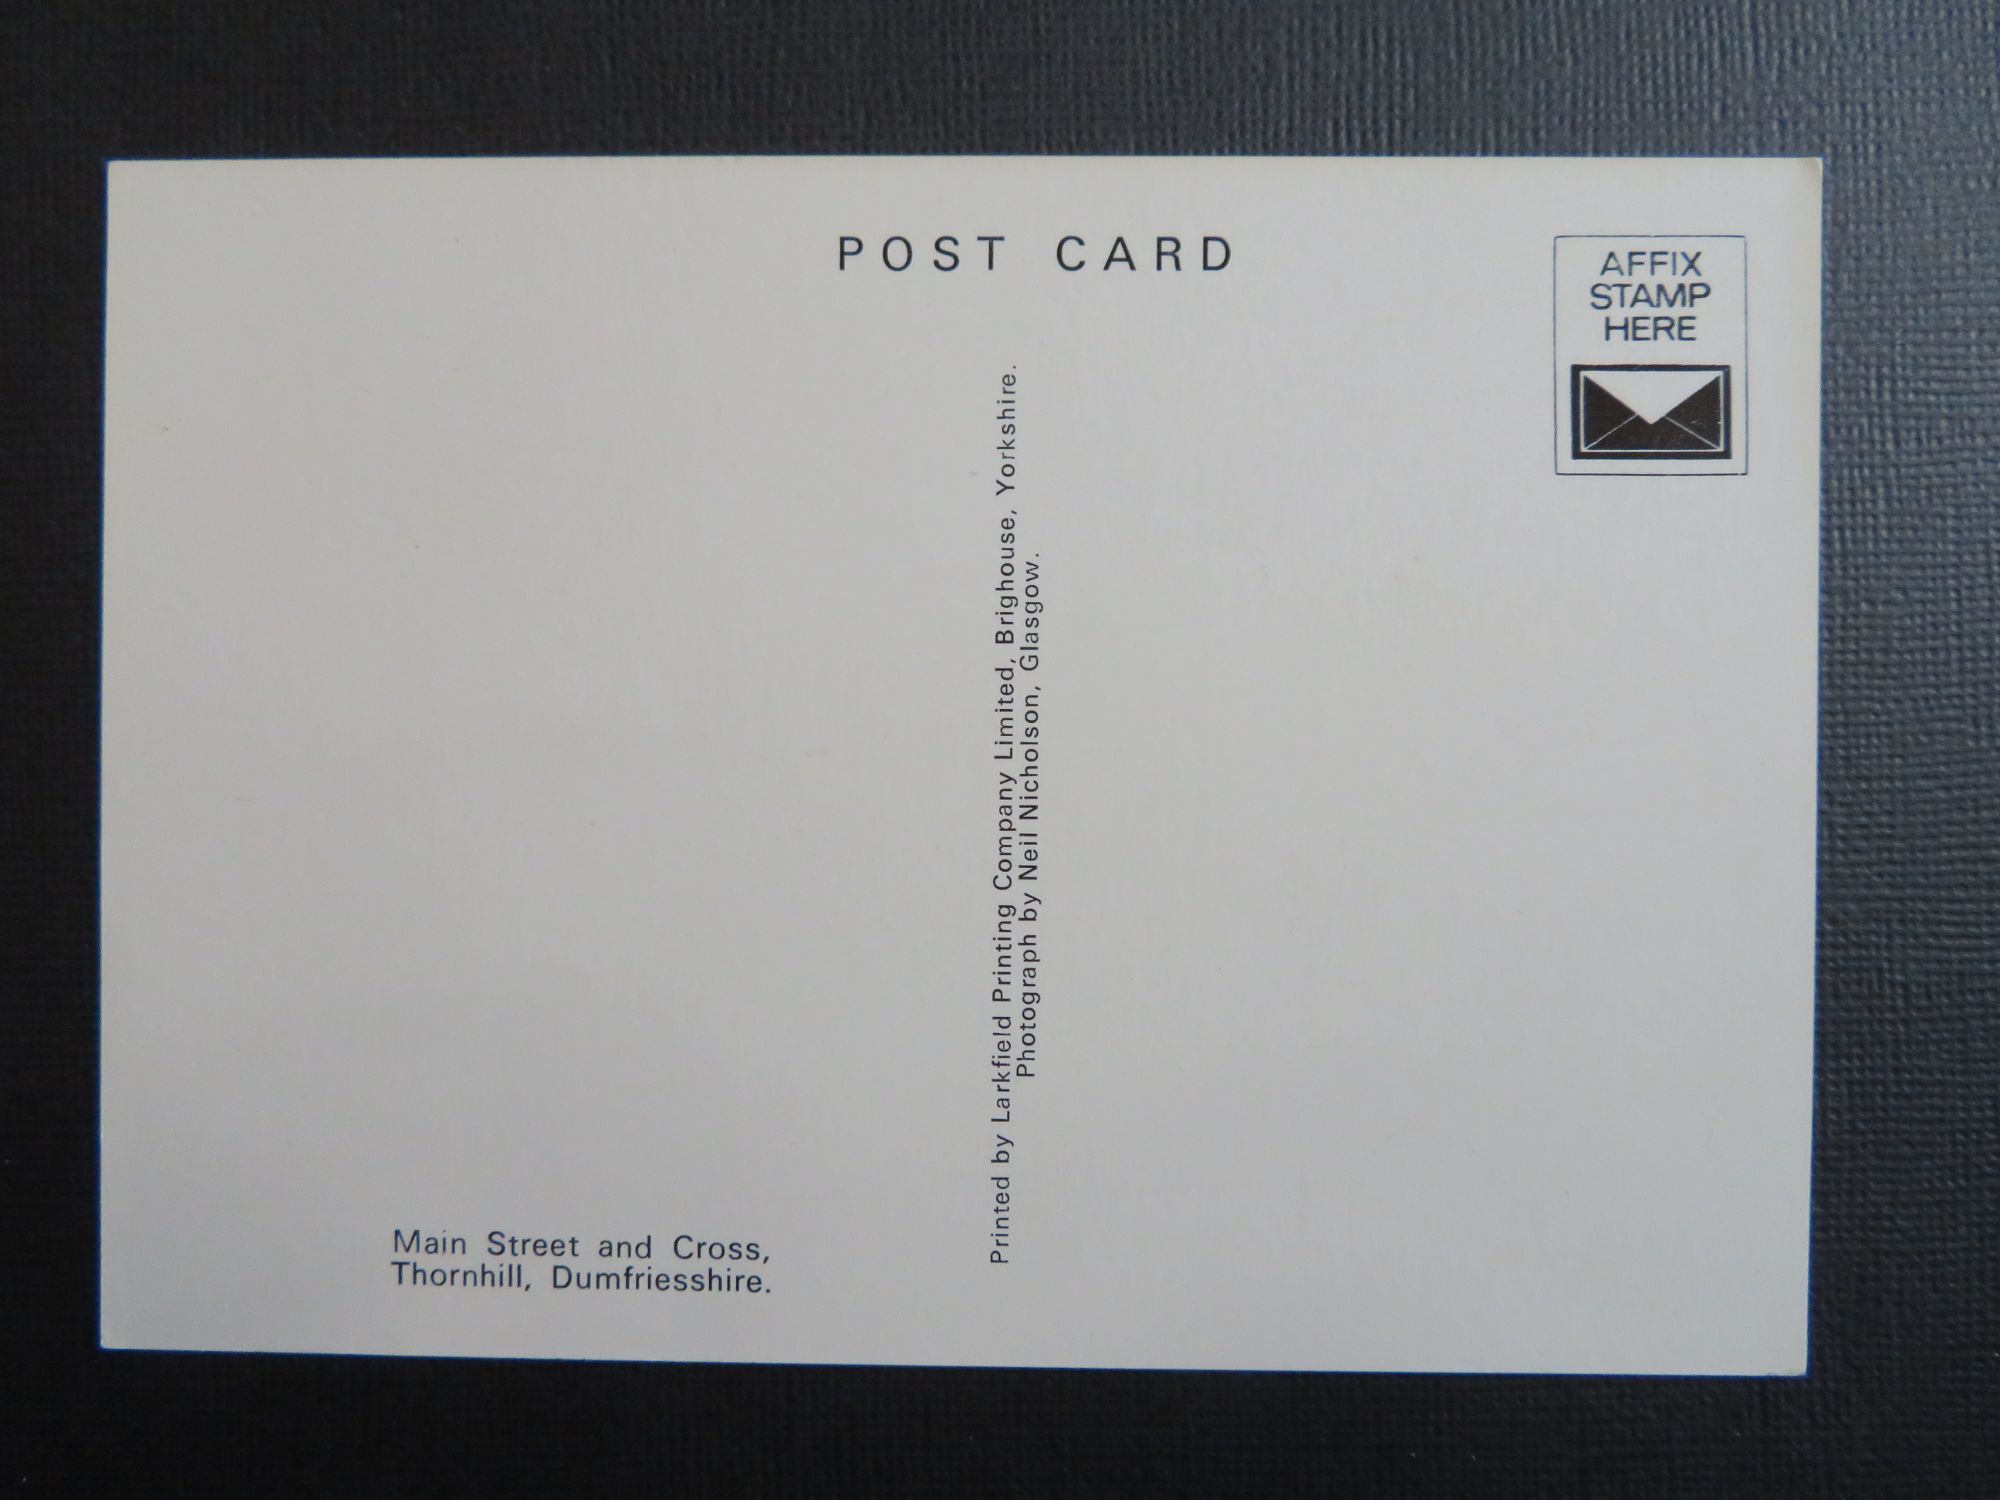 POST CARD
AFFIX
STAMP
HERE
Printed by Larkfield Printing Company Limited, Brighouse, Yorkshire.
Photograph by Neil Nicholson, Glasgow.
Main Street and Cross,
Thornhill, Dumfriesshire.